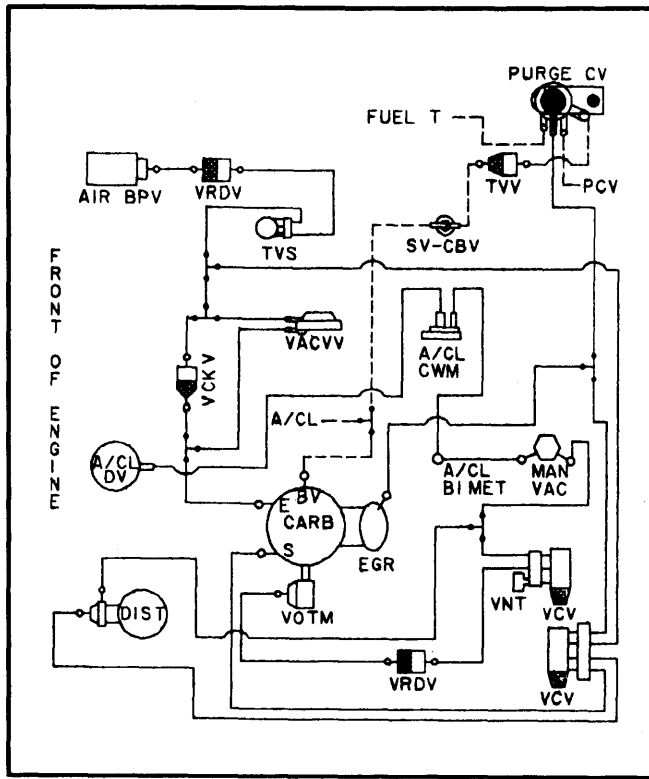 PURGE CV
FUEL T
AIR BPV
VRDV
TVV
PCV
TVS
SV-CBV
FRONT OF ENGINE
VACVV
A/CL
CWM
VCKV
A/CL
A/CL
DV
A/CL
BIMET
MAN
VAC
E
BV
CARB
S
EGR
DIST
VOTM
VNT
VCV
VRDV
VCV